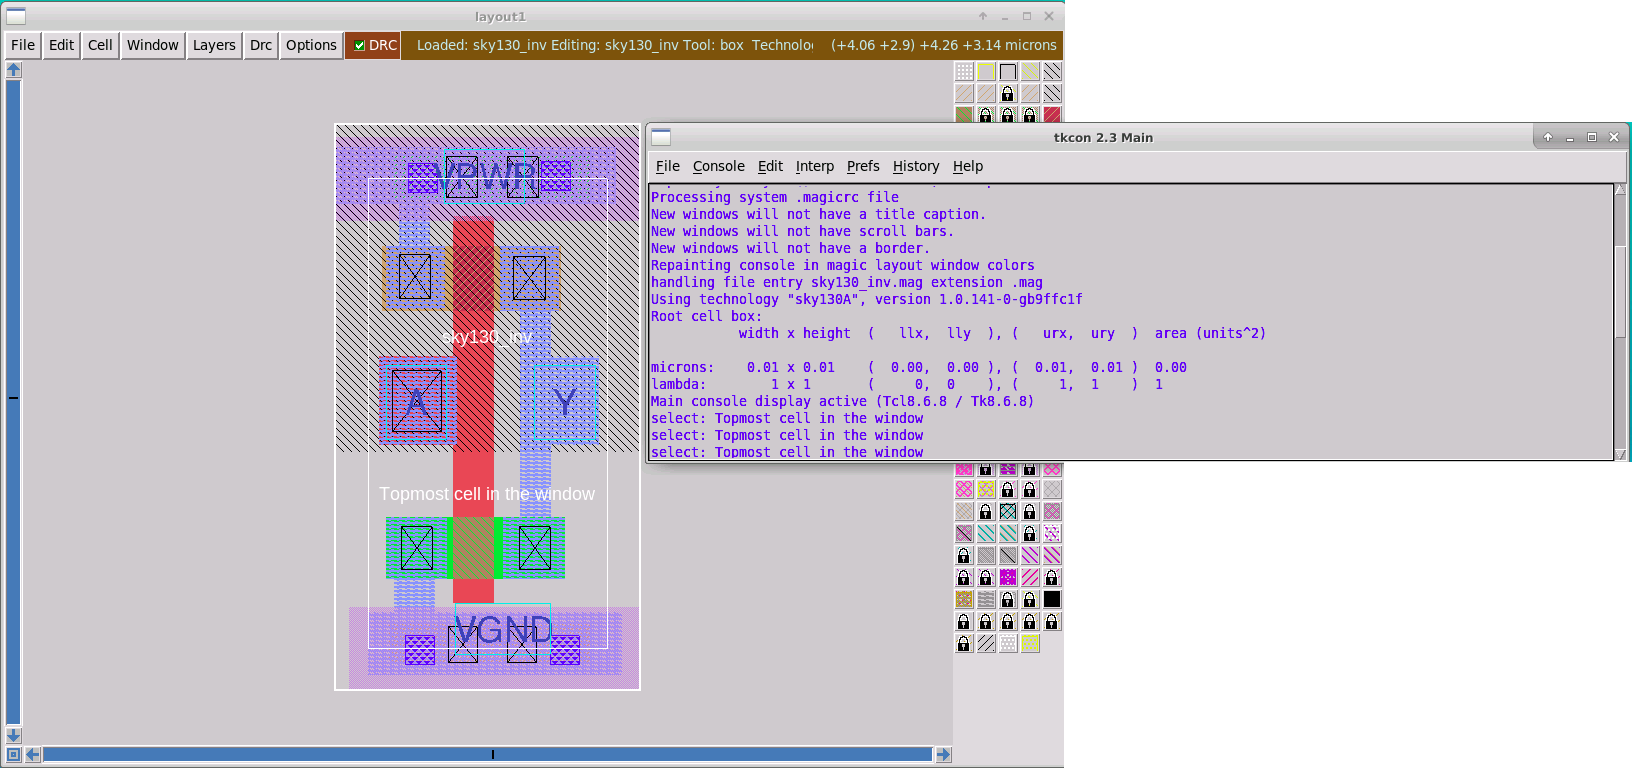 layout1
File Edit Cell Window Layers Drc Options DRC Loaded: sky130_inv Editing: sky130_inv Tool: box Technolo (+4.06 +2.9) +4.26 +3.14 microns
VPWR
sky130_inv
A
Y
Topmost cell in the window
VGND
tkcon 2.3 Main
File Console Edit Interp Prefs History Help
Processing system .magicrc file
New windows will not have a title caption.
New windows will not have scroll bars.
New windows will not have a border.
Repainting console in magic layout window colors
handling file entry sky130_inv.mag extension .mag
Using technology "sky130A", version 1.0.141-0-gb9ffc1f
Root cell box:
width x height ( llx, lly ), ( urx, ury ) area (units^2)
microns: 0.01 x 0.01 ( 0.00, 0.00 ), ( 0.01, 0.01 ) 0.00
lambda: 1 x 1 ( 0, 0 ), ( 1, 1 ) 1
Main console display active (Tcl8.6.8 / Tk8.6.8)
select: Topmost cell in the window
select: Topmost cell in the window
select: Topmost cell in the window